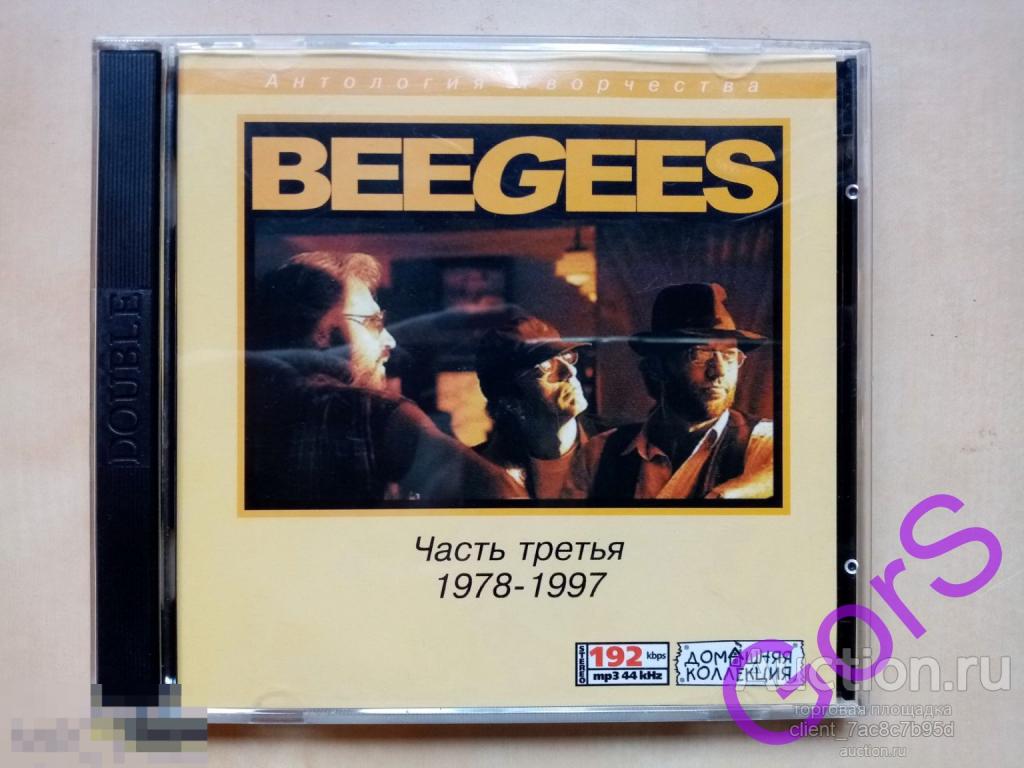 Антология творчества
BEEGEES
DOUBLE
Часть третья
1978-1997
STEREO
192 kbps
mp3 44 kHz
ДОМАШНЯЯ
КОЛЛЕКЦИЯ
GorS
Auction.ru
торговая площадка
client_7ac8c7b95d
auction.ru